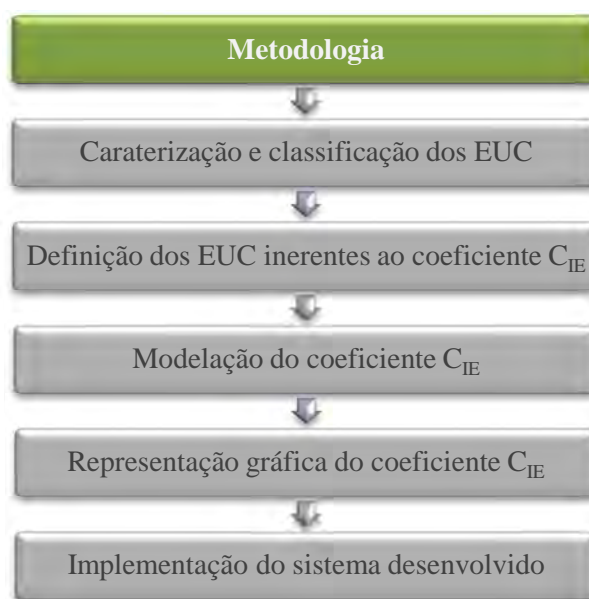 Metodologia
Caraterização e classificação dos EUC
Definição dos EUC inerentes ao coeficiente C_IE
Modelação do coeficiente C_IE
Representação gráfica do coeficiente C_IE
Implementação do sistema desenvolvido